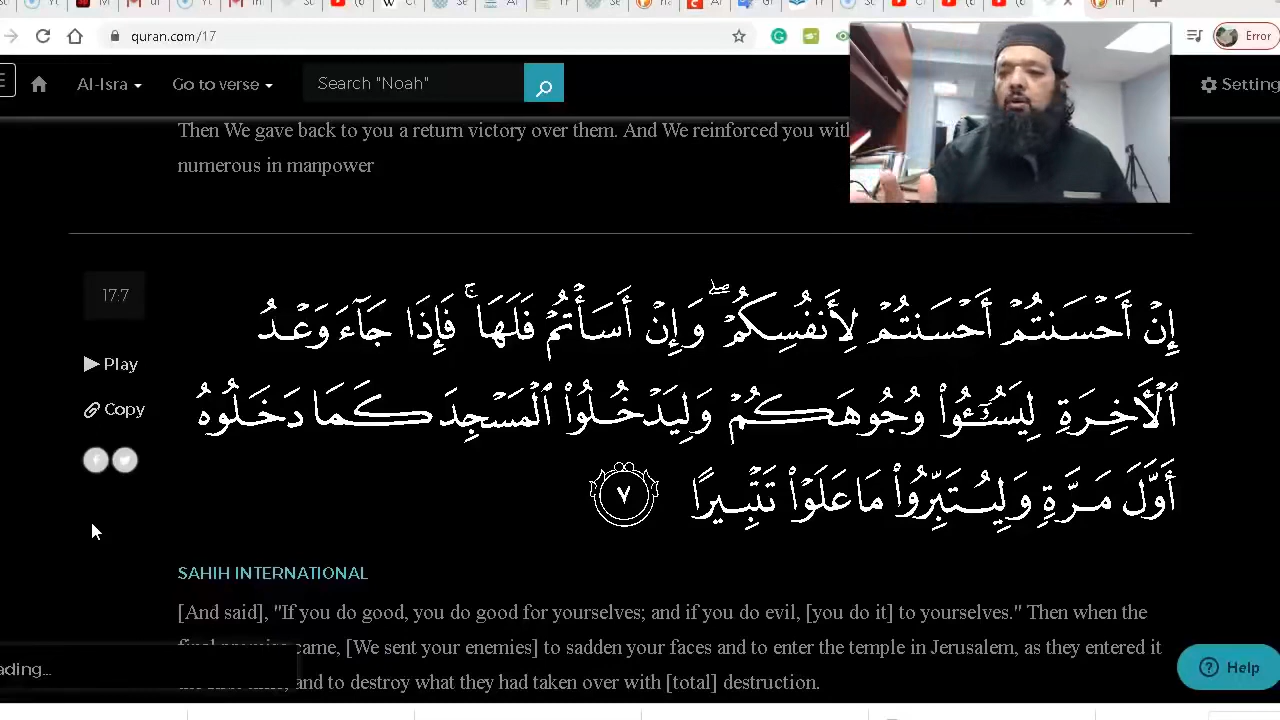 quran.com/17
Error
Al-Isra
Go to verse
Search "Noah"
Setting
Then We gave back to you a return victory over them. And We reinforced you with
numerous in manpower
17:7
إِنْ أَحْسَنتُمْ أَحْسَنتُمْ لِأَنفُسِكُمْ ۖ وَإِنْ أَسَأْتُمْ فَلَهَا ۚ فَإِذَا جَآءَ وَعْدُ
ٱلْأَخِرَةِ لِيَسُـۥٓـُٔوا۟ وُجُوهَكُمْ وَلِيَدْخُلُوا۟ ٱلْمَسْجِدَ كَمَا دَخَلُوهُ
أَوَّلَ مَرَّةٍ وَلِيُتَبِّرُوا۟ مَا عَلَوْا۟ تَتْبِيرًا ٧
Play
Copy
SAHIH INTERNATIONAL
[And said], "If you do good, you do good for yourselves; and if you do evil, [you do it] to yourselves." Then when the
came, [We sent your enemies] to sadden your faces and to enter the temple in Jerusalem, as they entered it
and to destroy what they had taken over with [total] destruction.
ading...
Help